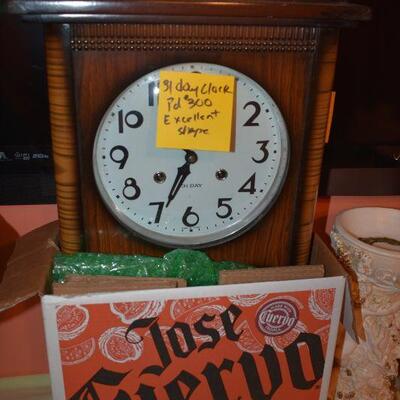 31 day Clock
Pd $300
Excellent
shape
1
2
3
4
5
6
7
8
9
10
DAY
Jose
Cuervo
Cuervo